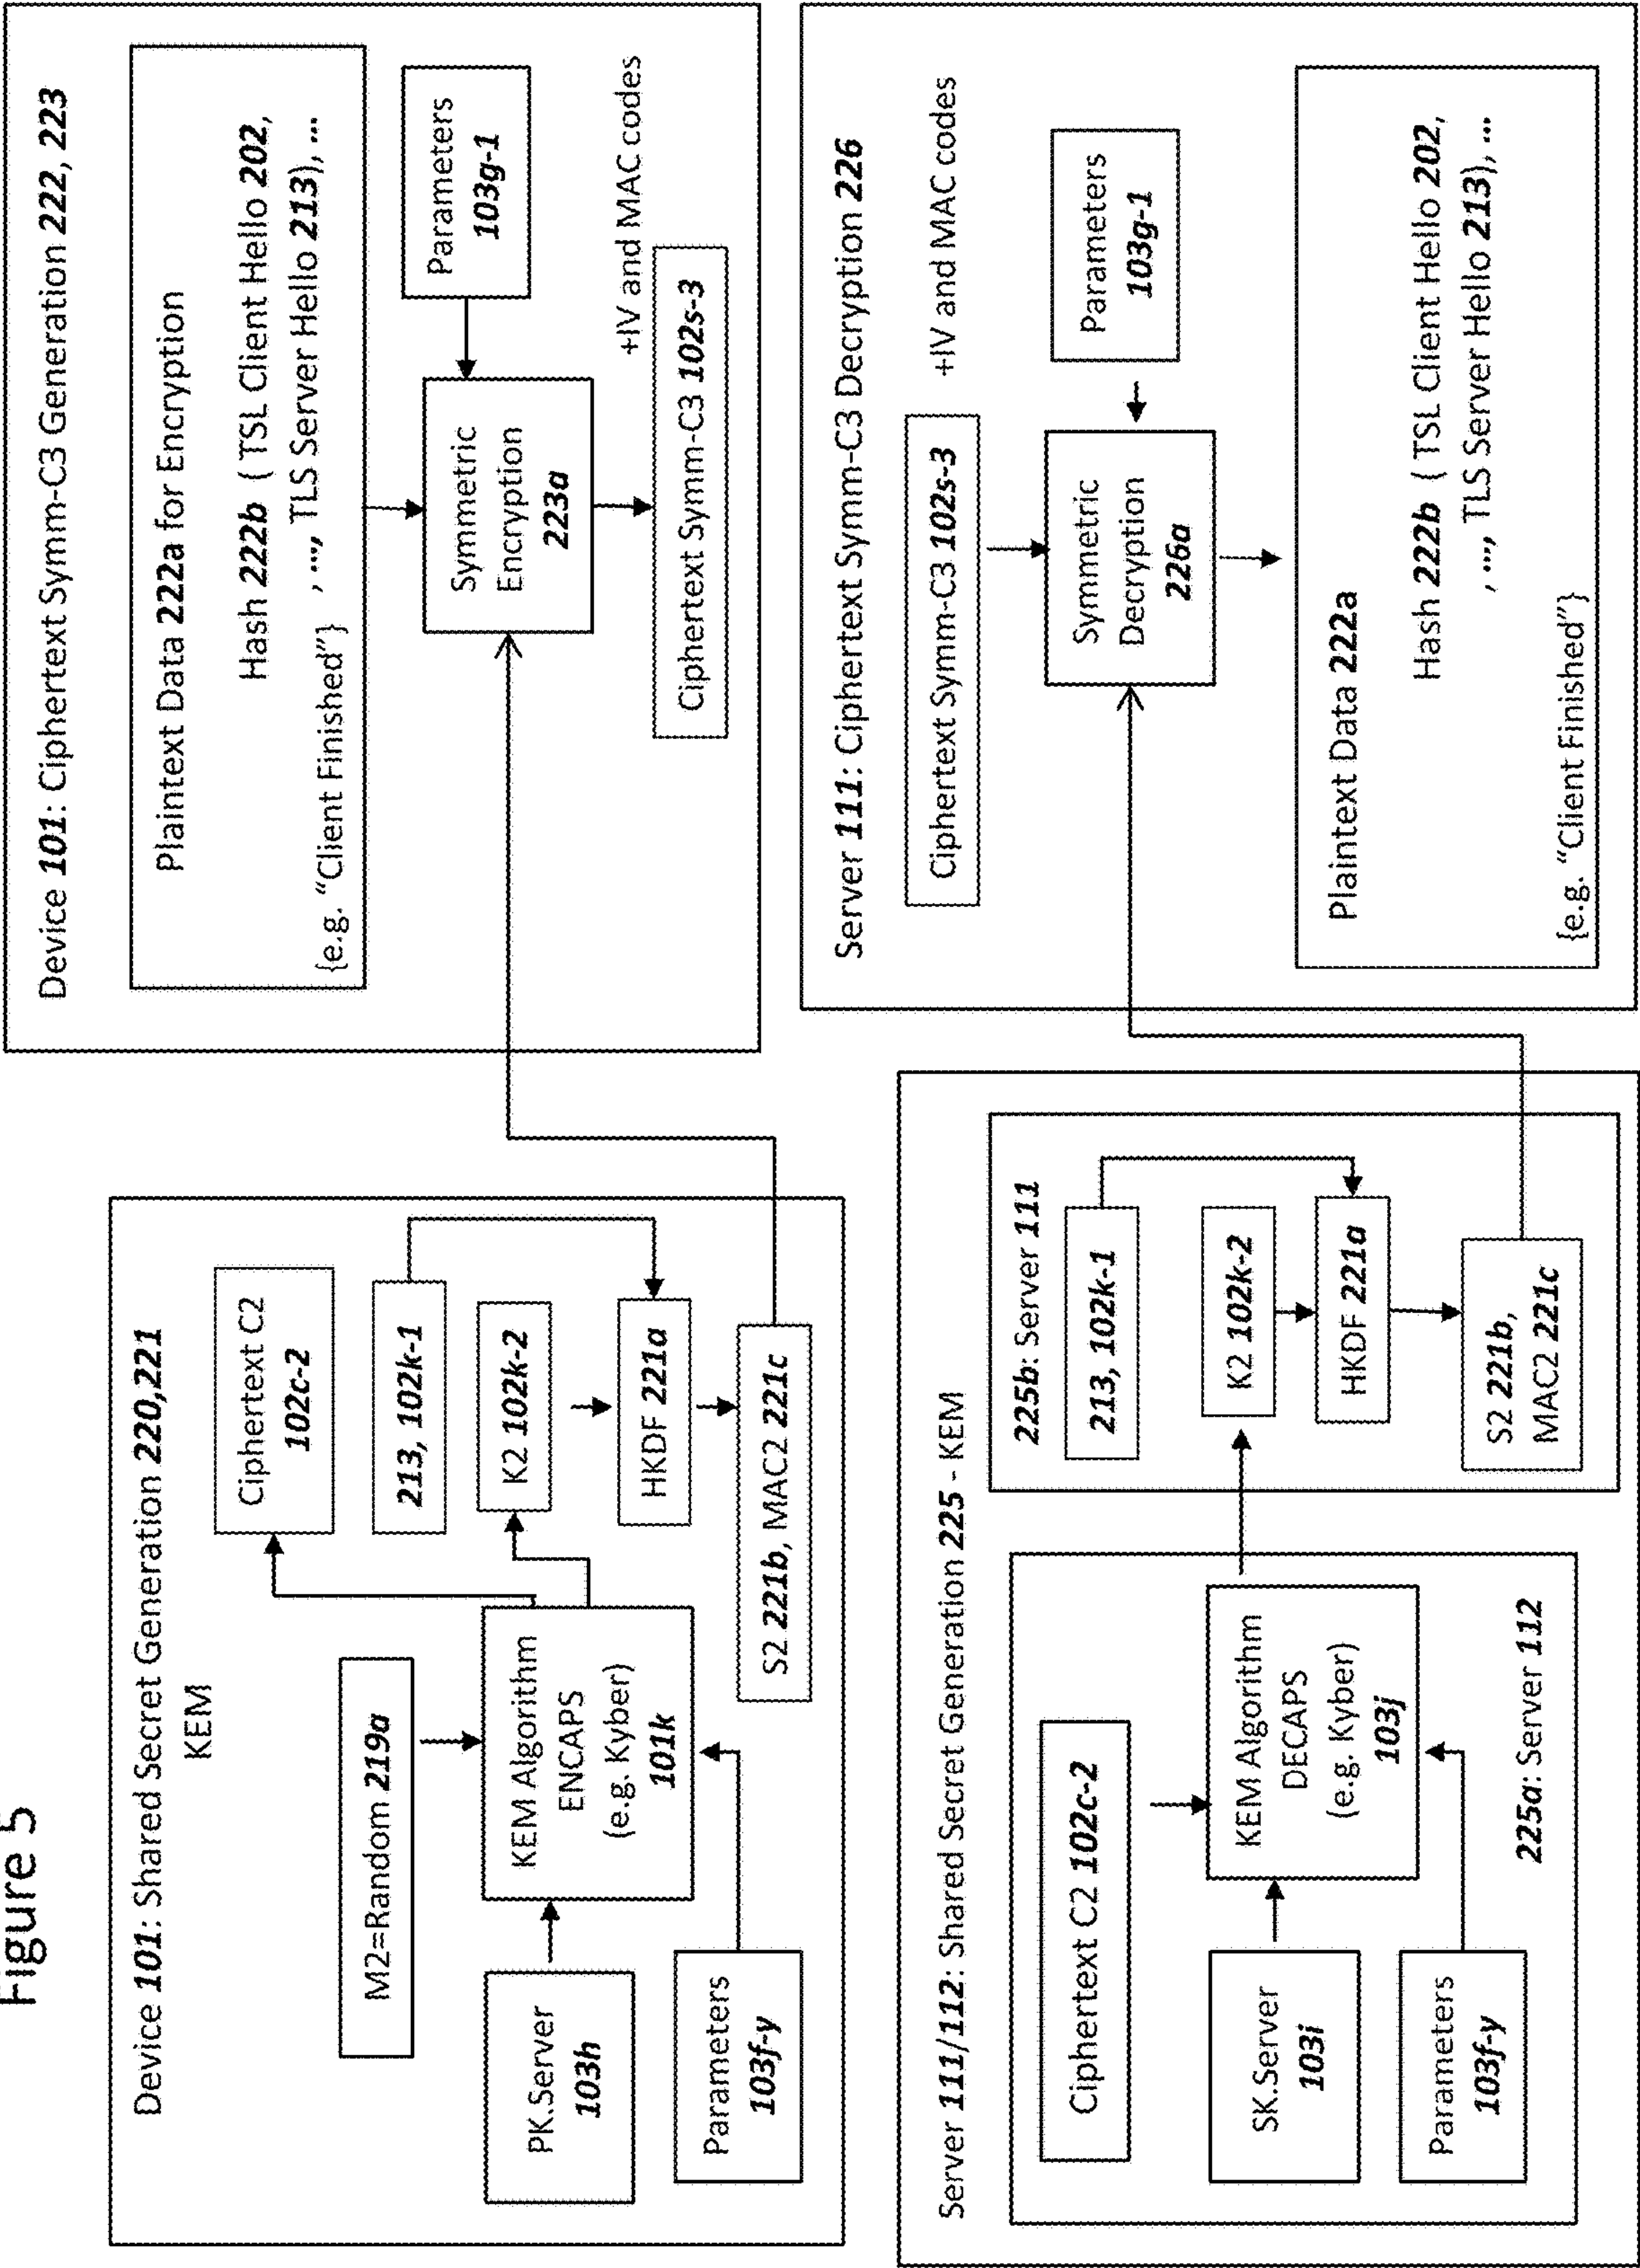 Figure 5
Device 101: Shared Secret Generation 220,221
KEM
M2=Random 219a
PK.Server
103h
Parameters
103f-y
KEM Algorithm
ENCAPS
(e.g. Kyber)
101k
Ciphertext C2
102c-2
213, 102k-1
K2 102k-2
HKDF 221a
S2 221b, MAC2 221c
Device 101: Ciphertext Symm-C3 Generation 222, 223
Plaintext Data 222a for Encryption
Hash 222b ( TSL Client Hello 202,
, ..., TLS Server Hello 213), ...
{e.g. “Client Finished”}
Symmetric
Encryption
223a
Parameters
103g-1
+IV and MAC codes
Ciphertext Symm-C3 102s-3
Server 111/112: Shared Secret Generation 225 - KEM
Ciphertext C2 102c-2
SK.Server
103i
Parameters
103f-y
KEM Algorithm
DECAPS
(e.g. Kyber)
103j
225a: Server 112
225b: Server 111
213, 102k-1
K2 102k-2
HKDF 221a
S2 221b,
MAC2 221c
Server 111: Ciphertext Symm-C3 Decryption 226
Ciphertext Symm-C3 102s-3
+IV and MAC codes
Symmetric
Decryption
226a
Parameters
103g-1
Plaintext Data 222a
Hash 222b ( TSL Client Hello 202,
, ..., TLS Server Hello 213), ...
{e.g. “Client Finished”}